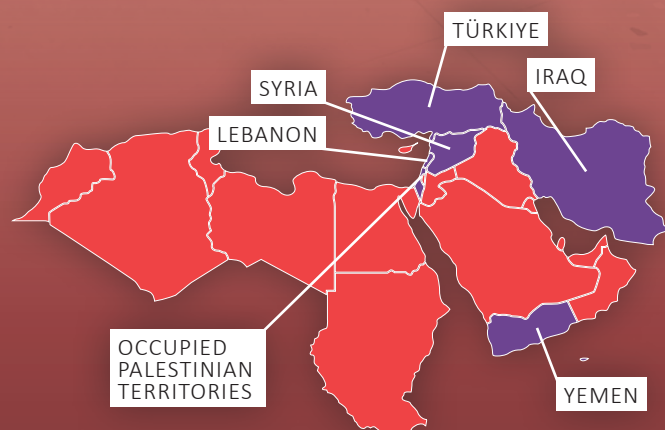 TÜRKIYE
IRAQ
SYRIA
LEBANON
OCCUPIED
PALESTINIAN
TERRITORIES
YEMEN